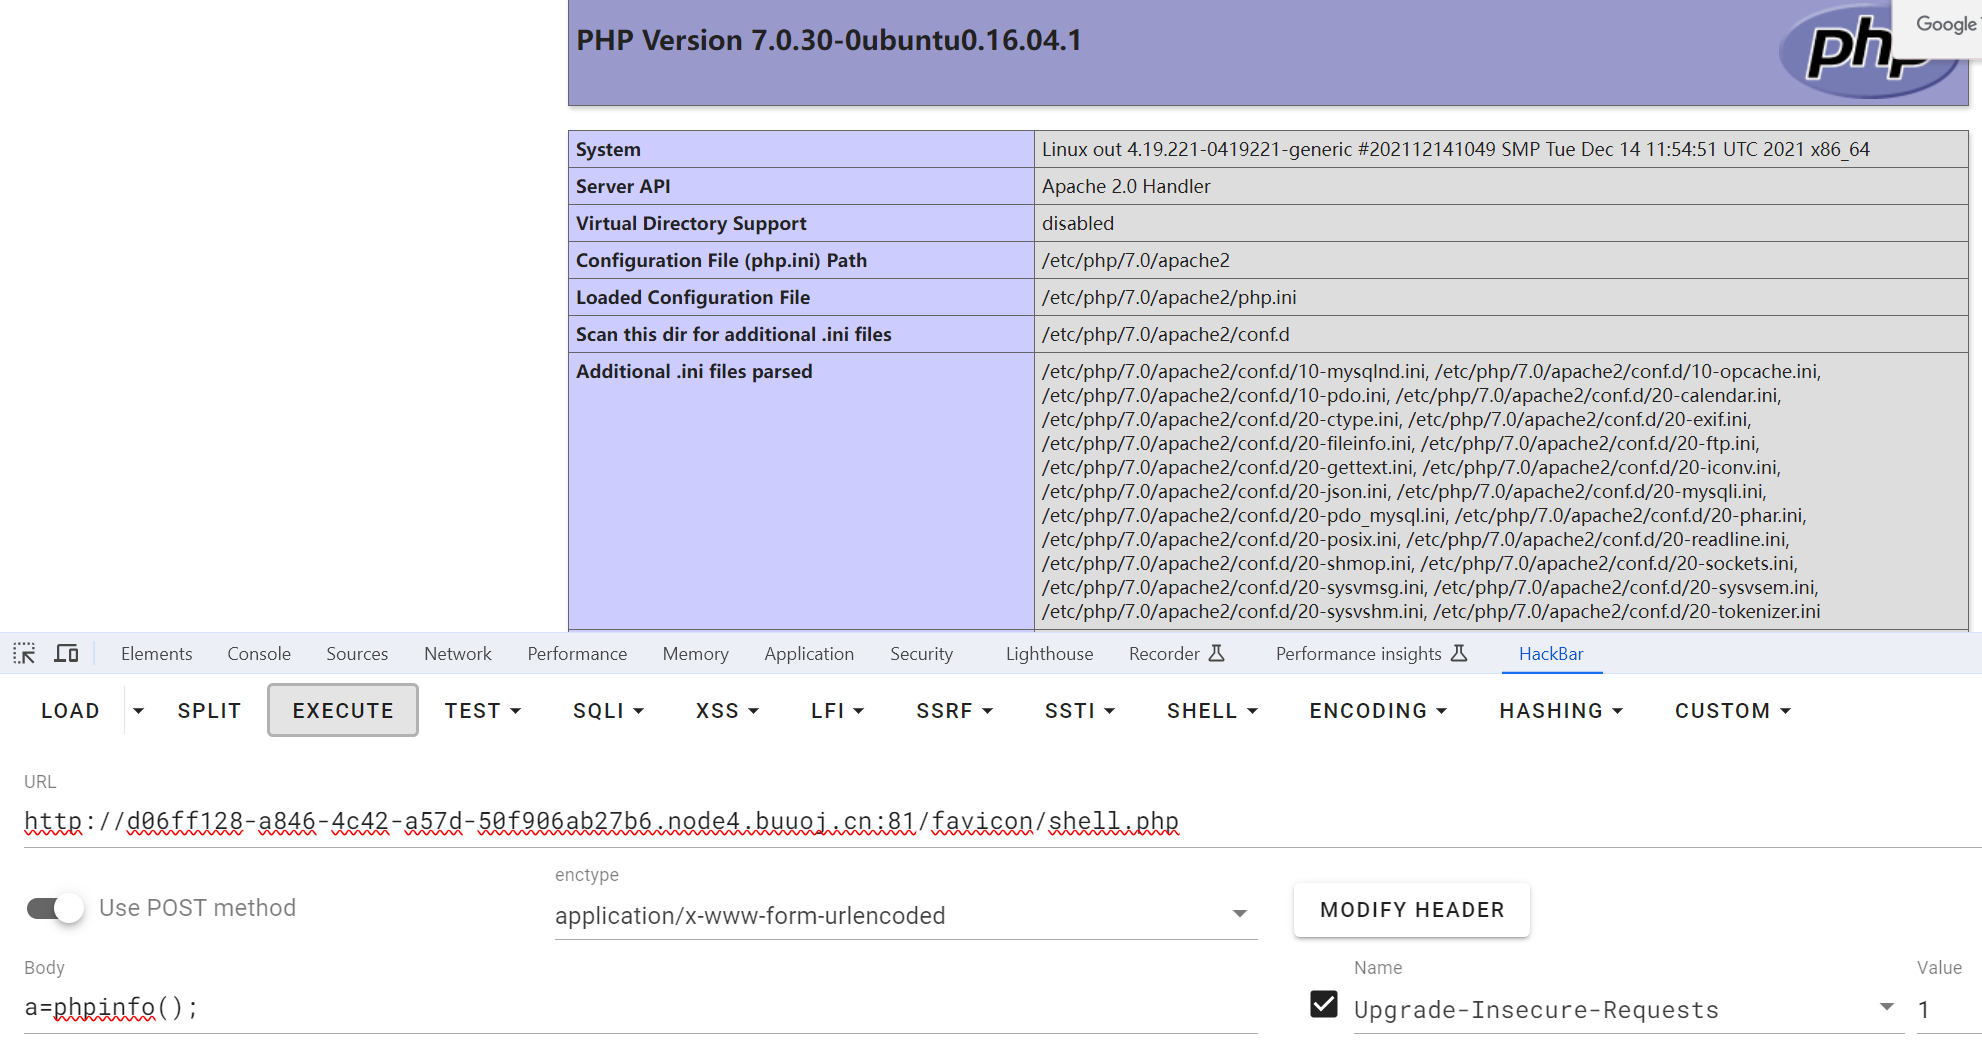 PHP Version 7.0.30-0ubuntu0.16.04.1
php
Google
System Linux out 4.19.221-0419221-generic #202112141049 SMP Tue Dec 14 11:54:51 UTC 2021 x86_64
Server API Apache 2.0 Handler
Virtual Directory Support disabled
Configuration File (php.ini) Path /etc/php/7.0/apache2
Loaded Configuration File /etc/php/7.0/apache2/php.ini
Scan this dir for additional .ini files /etc/php/7.0/apache2/conf.d
Additional .ini files parsed /etc/php/7.0/apache2/conf.d/10-mysqlnd.ini, /etc/php/7.0/apache2/conf.d/10-opcache.ini,
/etc/php/7.0/apache2/conf.d/10-pdo.ini, /etc/php/7.0/apache2/conf.d/20-calendar.ini,
/etc/php/7.0/apache2/conf.d/20-ctype.ini, /etc/php/7.0/apache2/conf.d/20-exif.ini,
/etc/php/7.0/apache2/conf.d/20-fileinfo.ini, /etc/php/7.0/apache2/conf.d/20-ftp.ini,
/etc/php/7.0/apache2/conf.d/20-gettext.ini, /etc/php/7.0/apache2/conf.d/20-iconv.ini,
/etc/php/7.0/apache2/conf.d/20-json.ini, /etc/php/7.0/apache2/conf.d/20-mysqli.ini,
/etc/php/7.0/apache2/conf.d/20-pdo_mysql.ini, /etc/php/7.0/apache2/conf.d/20-phar.ini,
/etc/php/7.0/apache2/conf.d/20-posix.ini, /etc/php/7.0/apache2/conf.d/20-readline.ini,
/etc/php/7.0/apache2/conf.d/20-shmop.ini, /etc/php/7.0/apache2/conf.d/20-sockets.ini,
/etc/php/7.0/apache2/conf.d/20-sysvmsg.ini, /etc/php/7.0/apache2/conf.d/20-sysvsem.ini,
/etc/php/7.0/apache2/conf.d/20-sysvshm.ini, /etc/php/7.0/apache2/conf.d/20-tokenizer.ini
Elements Console Sources Network Performance Memory Application Security Lighthouse Recorder Performance insights HackBar
LOAD SPLIT EXECUTE TEST SQLI XSS LFI SSRF SSTI SHELL ENCODING HASHING CUSTOM
URL
http://d06ff128-a846-4c42-a57d-50f906ab27b6.node4.buuoj.cn:81/favicon/shell.php
enctype
Use POST method application/x-www-form-urlencoded MODIFY HEADER
Body Name Value
a=phpinfo(); Upgrade-Insecure-Requests 1